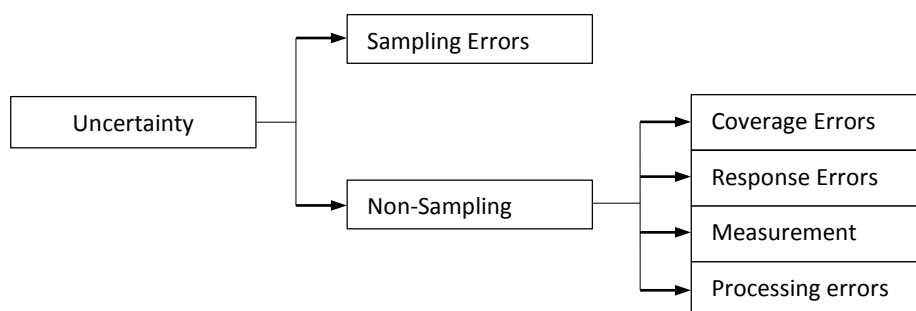 Sampling Errors
Uncertainty
Non-Sampling
Coverage Errors
Response Errors
Measurement
Processing errors